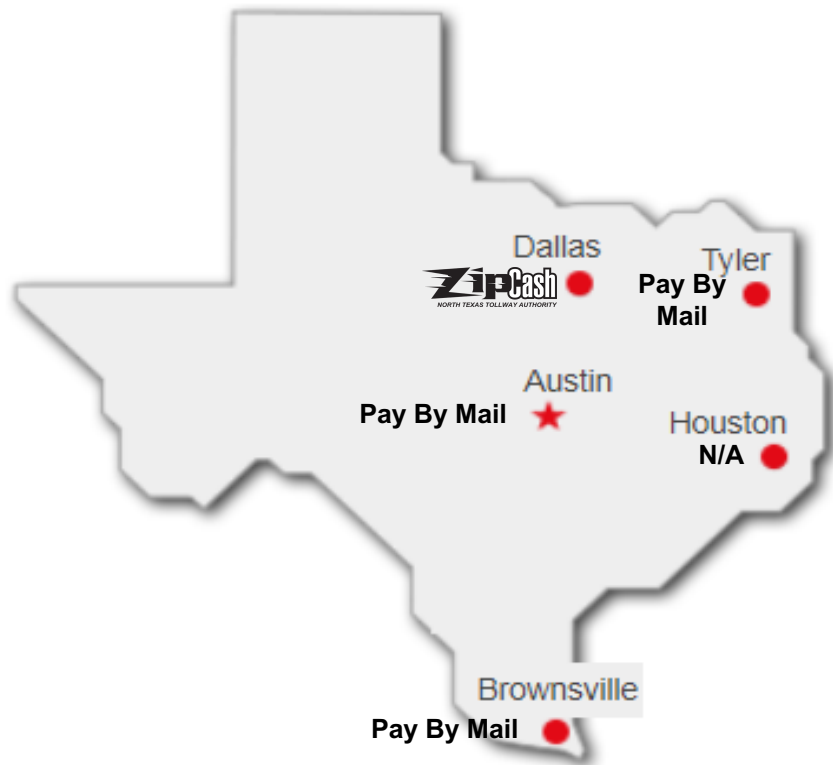 Dallas
ZipCash
NORTH TEXAS TOLLWAY AUTHORITY
Tyler
Pay By
Mail
Austin
Pay By Mail
Houston
N/A
Brownsville
Pay By Mail